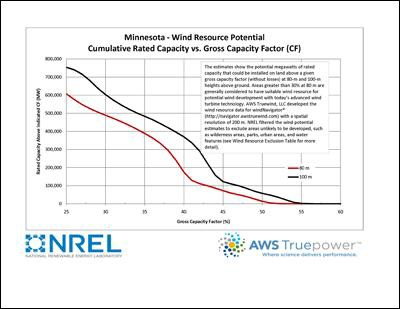 Minnesota - Wind Resource Potential
Cumulative Rated Capacity vs. Gross Capacity Factor (CF)
The estimates show the potential megawatts of rated
capacity that could be installed on land above a given
gross capacity factor (without losses) at 80-m and 100-m
heights above ground. Areas greater than 30% at 80 m are
generally considered to have suitable wind resource for
potential wind development with today's advanced wind
turbine technology. AWS Truewind, LLC developed the
wind resource data for windNavigator®
(http://navigator.awstruewind.com) with a spatial
resolution of 200 m. NREL filtered the wind potential
estimates to exclude areas unlikely to be developed, such
as wilderness areas, parks, urban areas, and water
features (see Wind Resource Exclusion Table for more
detail).
Rated Capacity Above Indicated CF (MW)
800,000
700,000
600,000
500,000
400,000
300,000
200,000
100,000
0
25 30 35 40 45 50 55 60
Gross Capacity Factor (%)
80 m
100 m
NREL
NATIONAL RENEWABLE ENERGY LABORATORY
AWS Truepower™
Where science delivers performance.